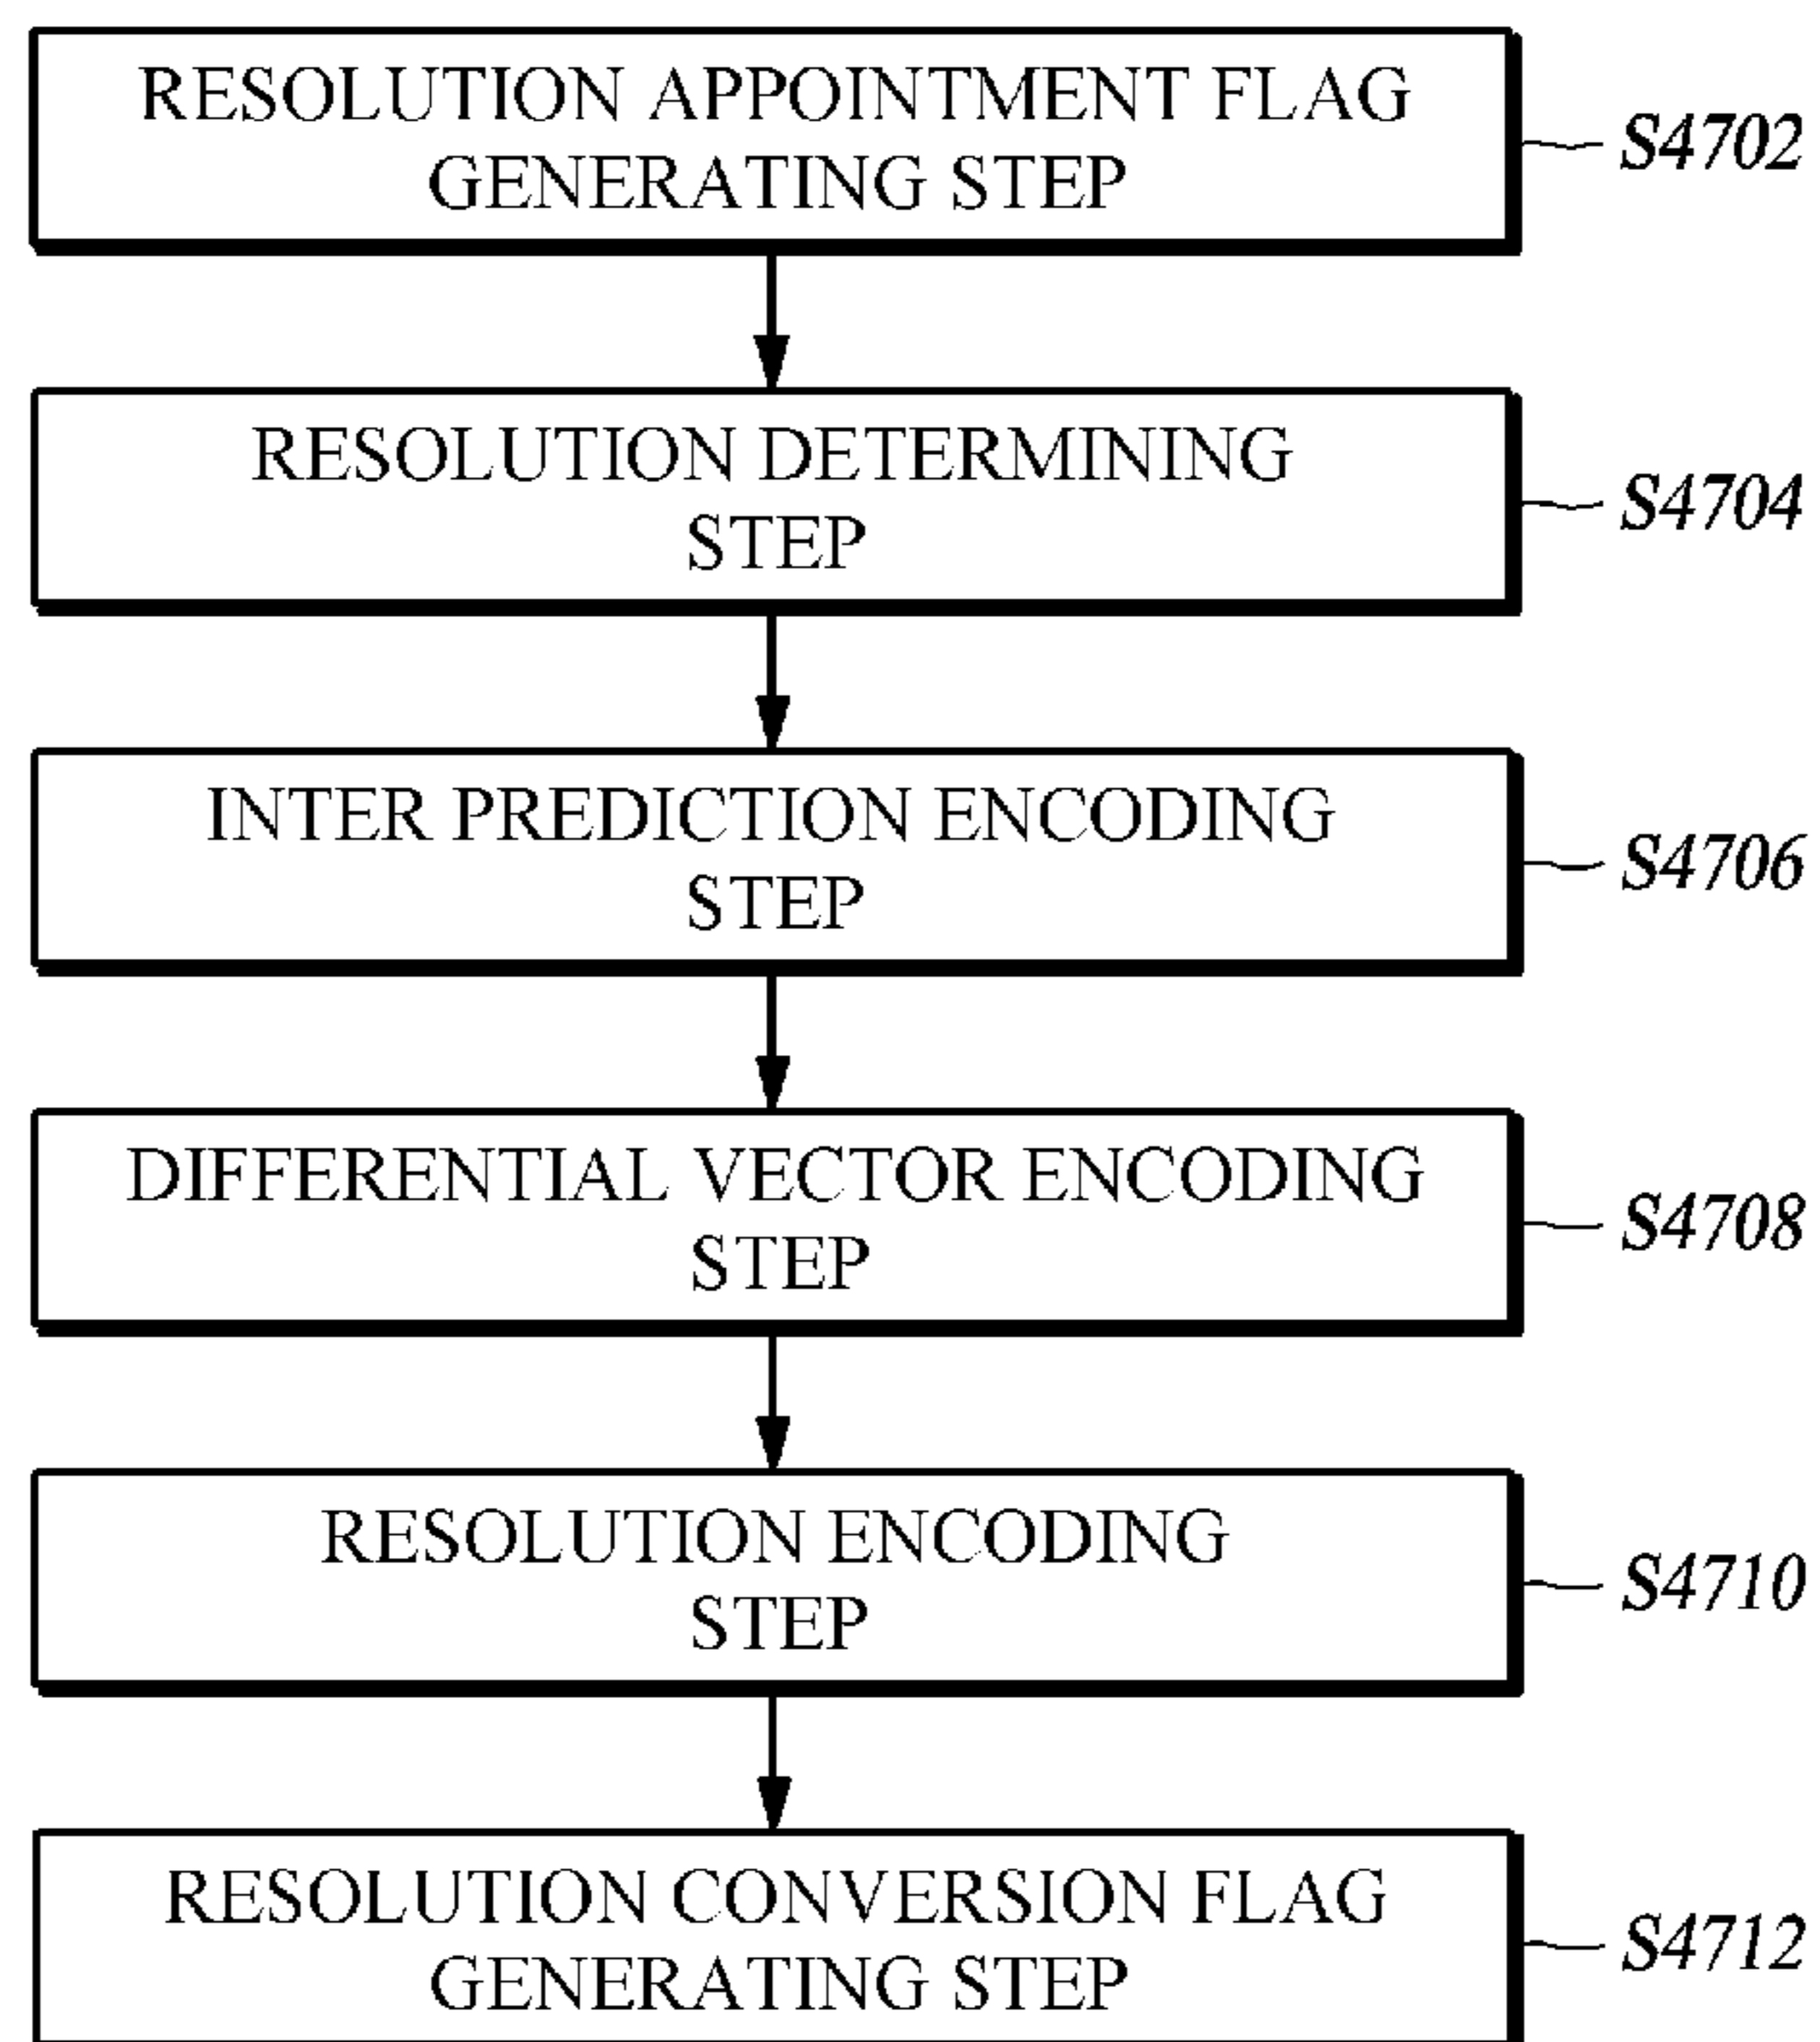 RESOLUTION APPOINTMENT FLAG
GENERATING STEP
S4702
RESOLUTION DETERMINING
STEP
S4704
INTER PREDICTION ENCODING
STEP
S4706
DIFFERENTIAL VECTOR ENCODING
STEP
S4708
RESOLUTION ENCODING
STEP
S4710
RESOLUTION CONVERSION FLAG
GENERATING STEP
S4712